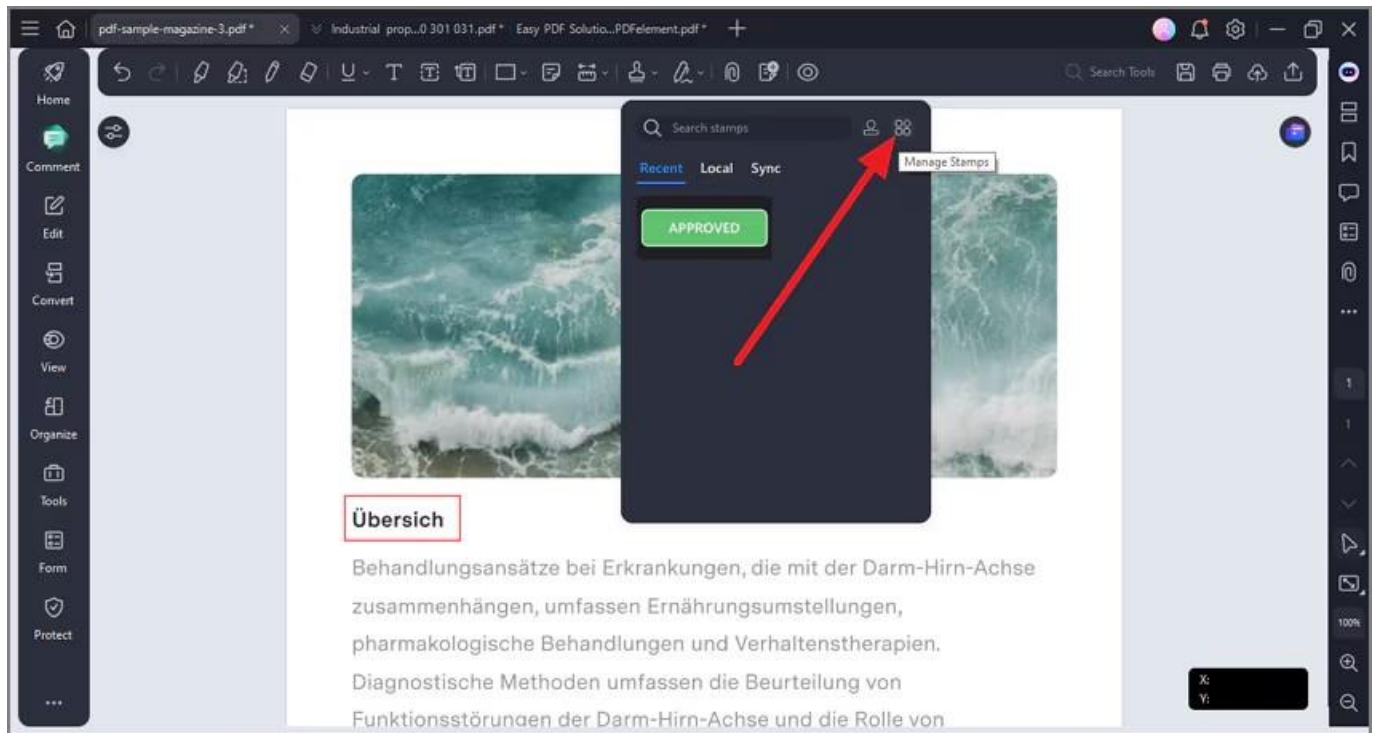 pdf-sample-magazine-3.pdf *
Industrial prop...0 301 031.pdf *
Easy PDF Solutio...PDFelement.pdf *
Search Tools
Home
Comment
Edit
Convert
View
Organize
Tools
Form
Protect
Search stamps
Manage Stamps
Recent Local Sync
APPROVED
Übersich
Behandlungsansätze bei Erkrankungen, die mit der Darm-Hirn-Achse
zusammenhängen, umfassen Ernährungsumstellungen,
pharmakologische Behandlungen und Verhaltenstherapien.
Diagnostische Methoden umfassen die Beurteilung von
Funktionsstörungen der Darm-Hirn-Achse und die Rolle von
1
1
100%
X:
Y: